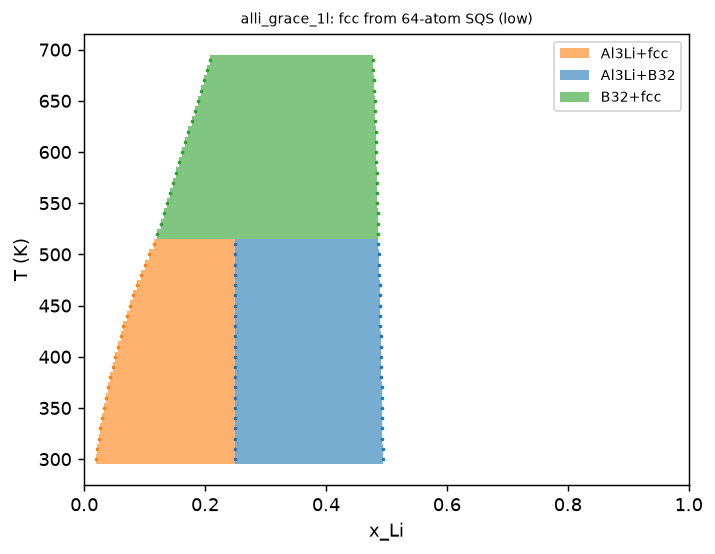 alli_grace_1l: fcc from 64-atom SQS (low)
Al3Li+fcc
Al3Li+B32
B32+fcc
700
650
600
550
500
450
400
350
300
T (K)
0.0 0.2 0.4 0.6 0.8 1.0
x_Li